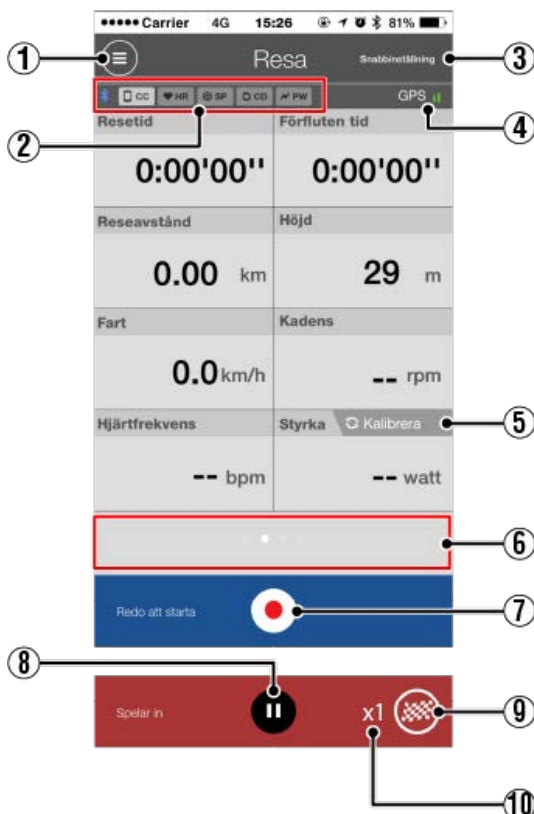 Carrier 4G 15:26 81%
① Resa Snabbinställning ③
CC HR SP CD PW GPS
② ④
Resetid Förfluten tid
0:00'00'' 0:00'00''
Reseavstånd Höjd
0.00 km 29 m
Fart Kadens
0.0 km/h -- rpm
Hjärtfrekvens Styrka Kalibrera ⑤
-- bpm -- watt
⑥
Redo att starta ⑦
⑧
Spelar in x1 ⑨
⑩